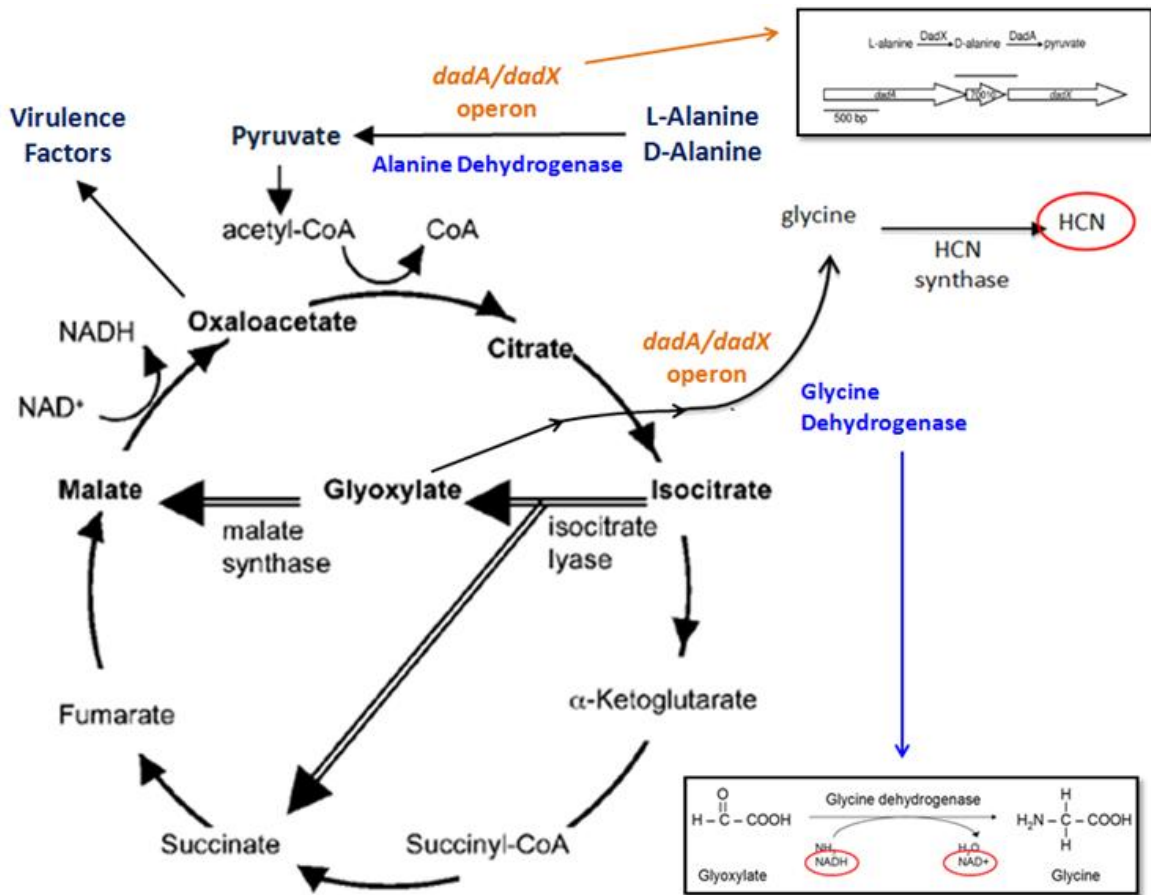 L-alanine DadX D-alanine DadA pyruvate
dadA 70010 dadX
500 bp
dadA/dadX
operon
Virulence
Factors
Pyruvate
L-Alanine
D-Alanine
Alanine Dehydrogenase
acetyl-CoA
CoA
glycine
HCN
HCN
synthase
NADH
Oxaloacetate
Citrate
dadA/dadX
operon
NAD⁺
Glycine
Dehydrogenase
Malate
Glyoxylate
Isocitrate
malate
synthase
isocitrate
lyase
Fumarate
α-Ketoglutarate
Succinate
Succinyl-CoA
O
H – C – COOH
Glycine dehydrogenase
H
H₂N – C – COOH
H
NH₃
NADH
H₂O
NAD+
Glyoxylate
Glycine